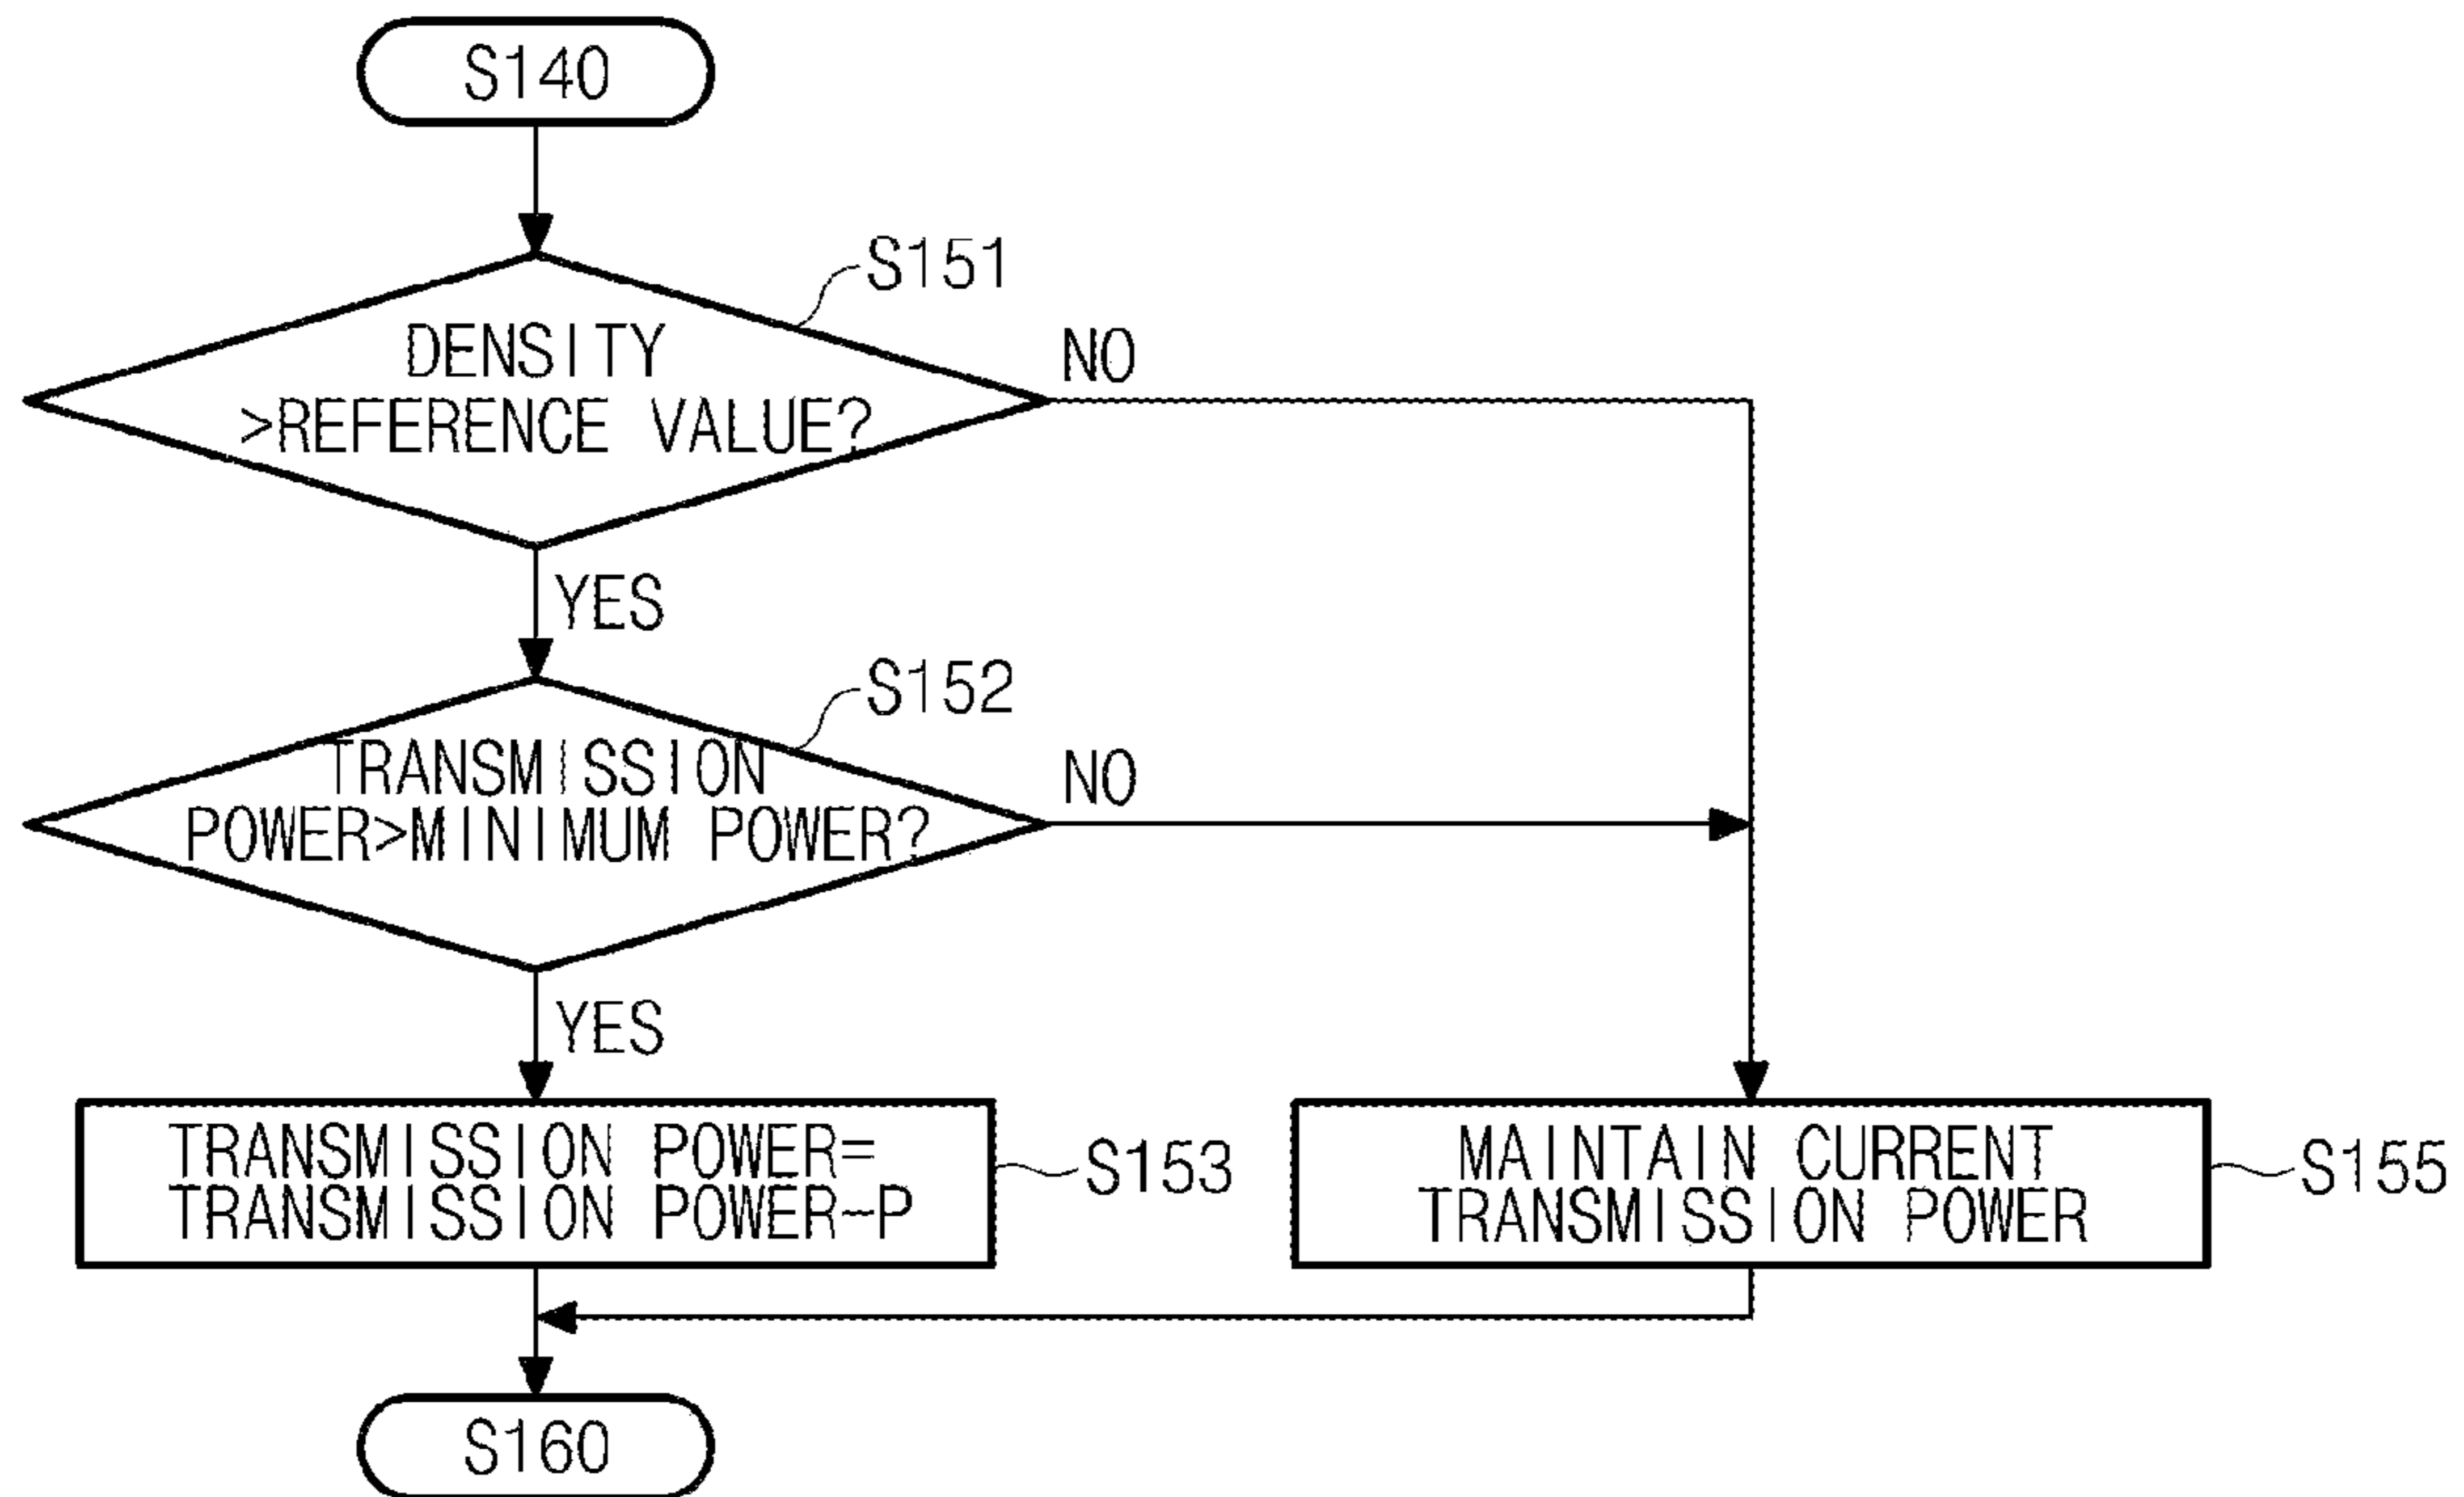 S140
S151
DENSITY
>REFERENCE VALUE?
NO
YES
S152
TRANSMISSION
POWER>MINIMUM POWER?
NO
YES
TRANSMISSION POWER=
TRANSMISSION POWER-P
S153
MAINTAIN CURRENT
TRANSMISSION POWER
S155
S160